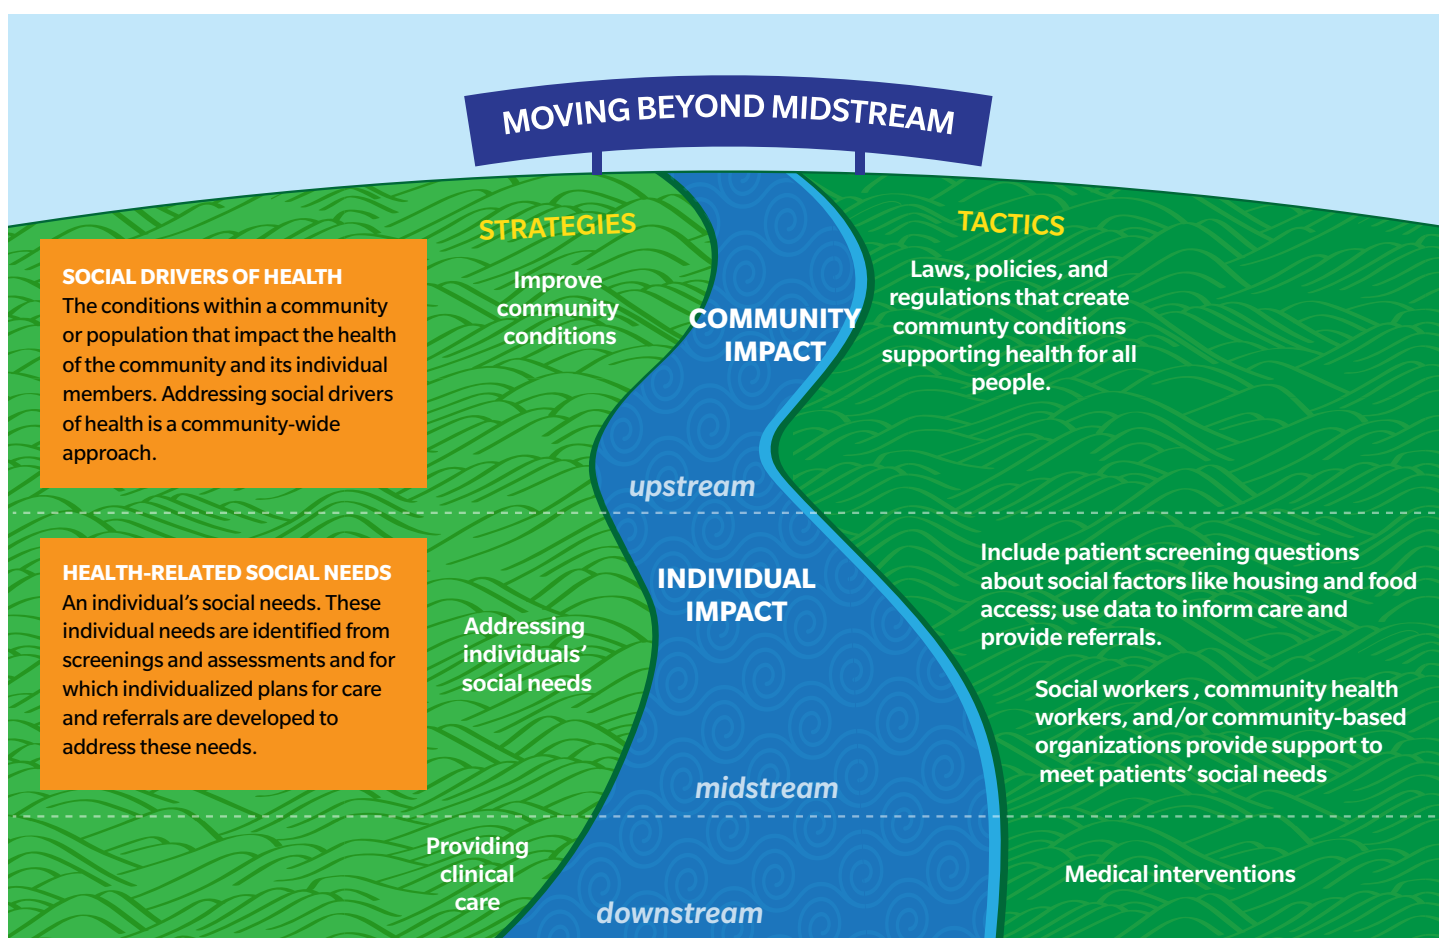 MOVING BEYOND MIDSTREAM
STRATEGIES
TACTICS
SOCIAL DRIVERS OF HEALTH
The conditions within a community
or population that impact the health
of the community and its individual
members. Addressing social drivers
of health is a community-wide
approach.
Improve
community
conditions
COMMUNITY
IMPACT
Laws, policies, and
regulations that create
communty conditions
supporting health for all
people.
upstream
HEALTH-RELATED SOCIAL NEEDS
An individual’s social needs. These
individual needs are identified from
screenings and assessments and for
which individualized plans for care
and referrals are developed to
address these needs.
Addressing
individuals’
social needs
INDIVIDUAL
IMPACT
Include patient screening questions
about social factors like housing and food
access; use data to inform care and
provide referrals.
Social workers , community health
workers, and/or community-based
organizations provide support to
meet patients’ social needs
midstream
Providing
clinical
care
downstream
Medical interventions